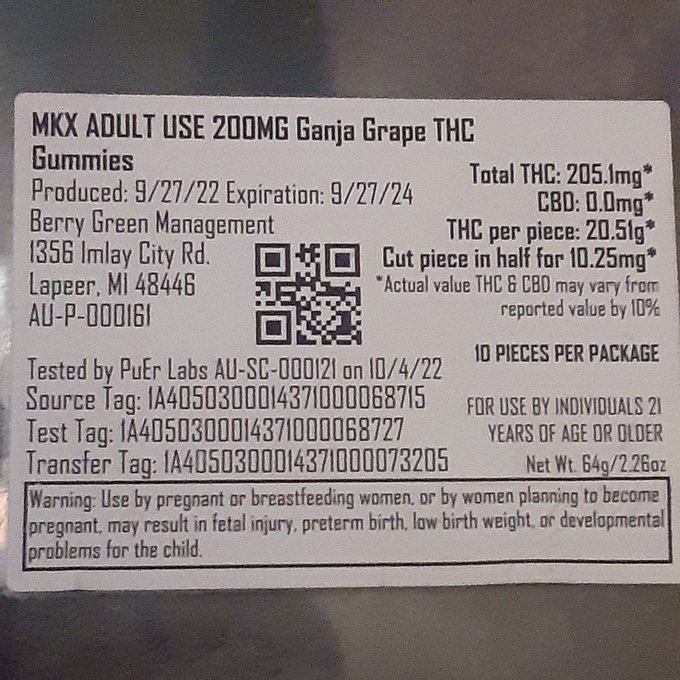 MKX ADULT USE 200MG Ganja Grape THC
Gummies
Produced: 9/27/22 Expiration: 9/27/24
Berry Green Management
1356 Imlay City Rd.
Lapeer, MI 48446
AU-P-000161
Total THC: 205.1mg*
CBD: 0.0mg*
THC per piece: 20.51g*
Cut piece in half for 10.25mg*
*Actual value THC & CBD may vary from
reported value by 10%
10 PIECES PER PACKAGE
Tested by PuEr Labs AU-SC-000121 on 10/4/22
Source Tag: 1A4050300014371000068715
Test Tag: 1A4050300014371000068727
Transfer Tag: 1A4050300014371000073205
FOR USE BY INDIVIDUALS 21
YEARS OF AGE OR OLDER
Net Wt. 64g/2.26oz
Warning: Use by pregnant or breastfeeding women, or by women planning to become
pregnant, may result in fetal injury, preterm birth, low birth weight, or developmental
problems for the child.